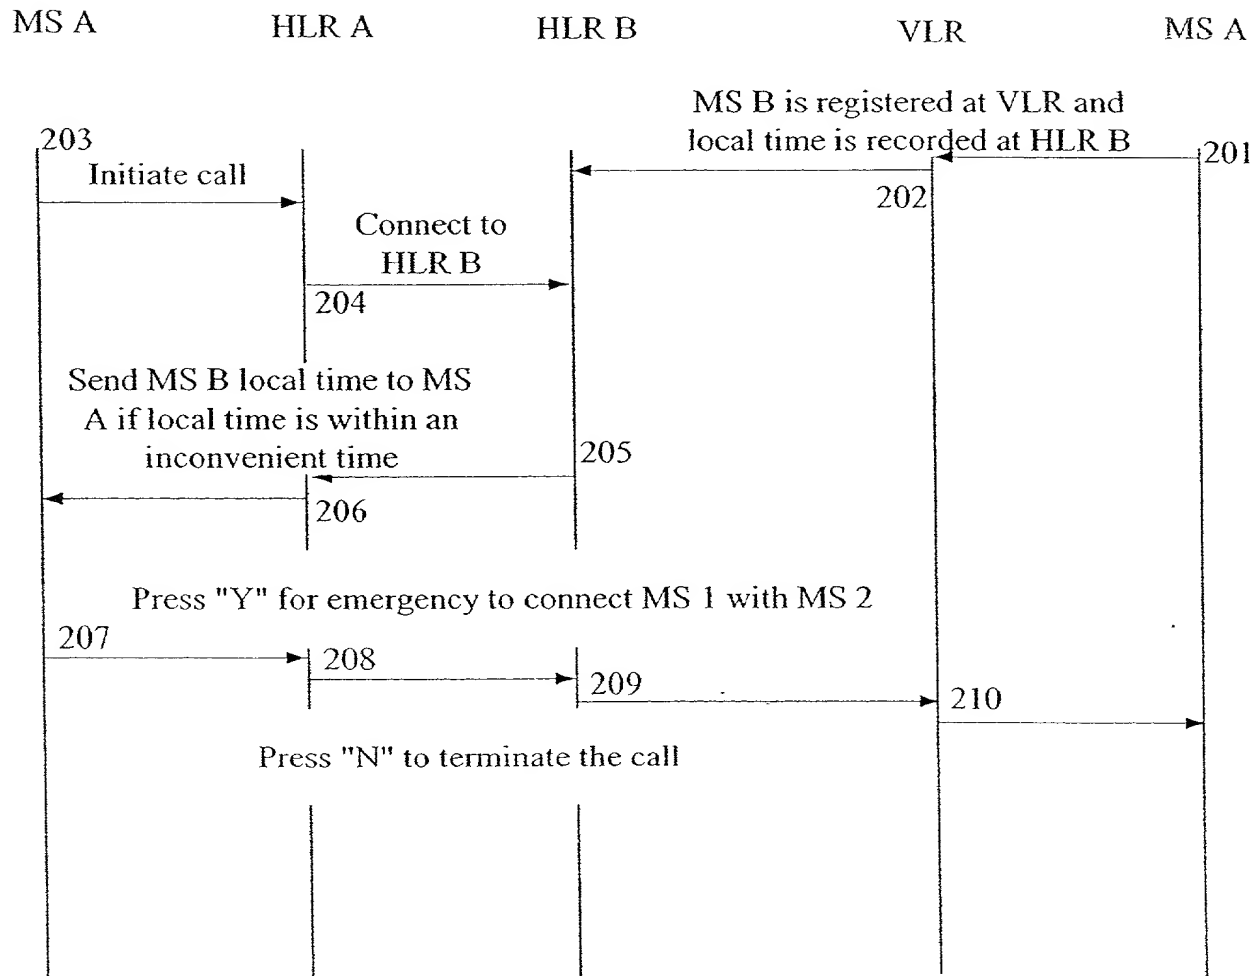 MS A HLR A HLR B VLR MS A
MS B is registered at VLR and
local time is recorded at HLR B
203
201
Initiate call
202
Connect to
HLR B
204
Send MS B local time to MS
A if local time is within an
inconvenient time
205
206
Press "Y" for emergency to connect MS 1 with MS 2
207
208
209
210
Press "N" to terminate the call